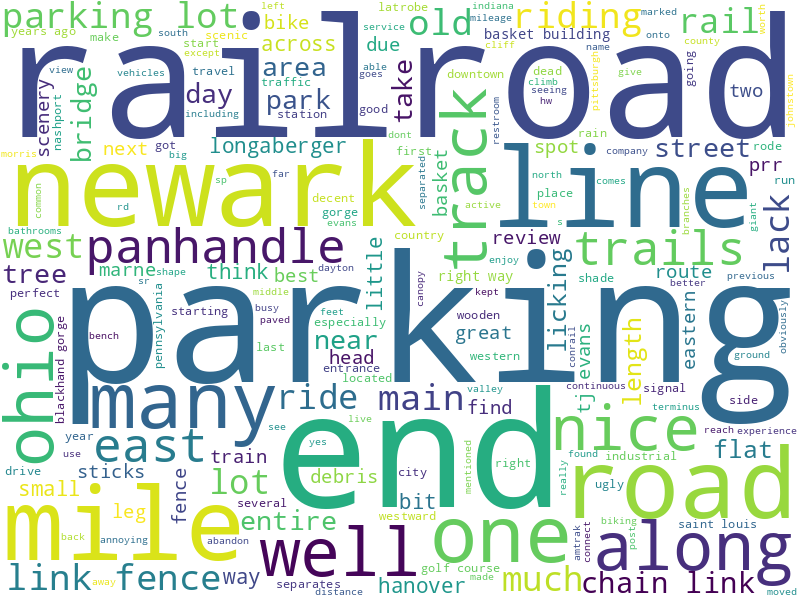 railroad
parking lot
years ago
make
south
left
scenic
start
except
bike
latrobe
indiana
mileage
service
across
old
due
riding
basket building
rail
marked
onto
cliff
name
worth
county
scenery
nashport
bridge
view
vehicles
travel
goes
traffic
including
area
day
park
station
able
good
take
downtown
dead
climb
seeing
hw
restroom
pittsburgh
give
going
two
johnstown
morris
next
got
big
longaberger
dont
first
track
rain
spot
street
company
rode
prr
newark
line
common
bathrooms
rd
sp
far
decent
gorge
evans
separated
basket
active
north
place
comes
town
s
run
branches
giant
lack
west
panhandle
country
review
enjoy
trails
tree
marne
shape
sr
think
dayton
best
little
canopy
right way
licking
shade
route
better
previous
perfect
pennsylvania
middle
busy
paved
feet
especially
kept
wooden
great
eastern
ground
obviously
parking
ohio
blackhand gorge
bench
starting
last
near
head
entrance
located
western
conrail
tj evans
length
signal
continuous
terminus
side
many
ride
main
valley
find
reach
experience
year
use
east
see
live
yes
end
nice
flat
drive
sticks
train
debris
city
mentioned
right
really
found
industrial
ugly
road
small
leg
fence
several
lot
bit
westward
mile
back
annoying
abandon
entire
well
one
biking
post
amtrak
connect
saint louis
along
link fence
away
way
separates
distance
hanover
golf course
made
much
chain link
moved